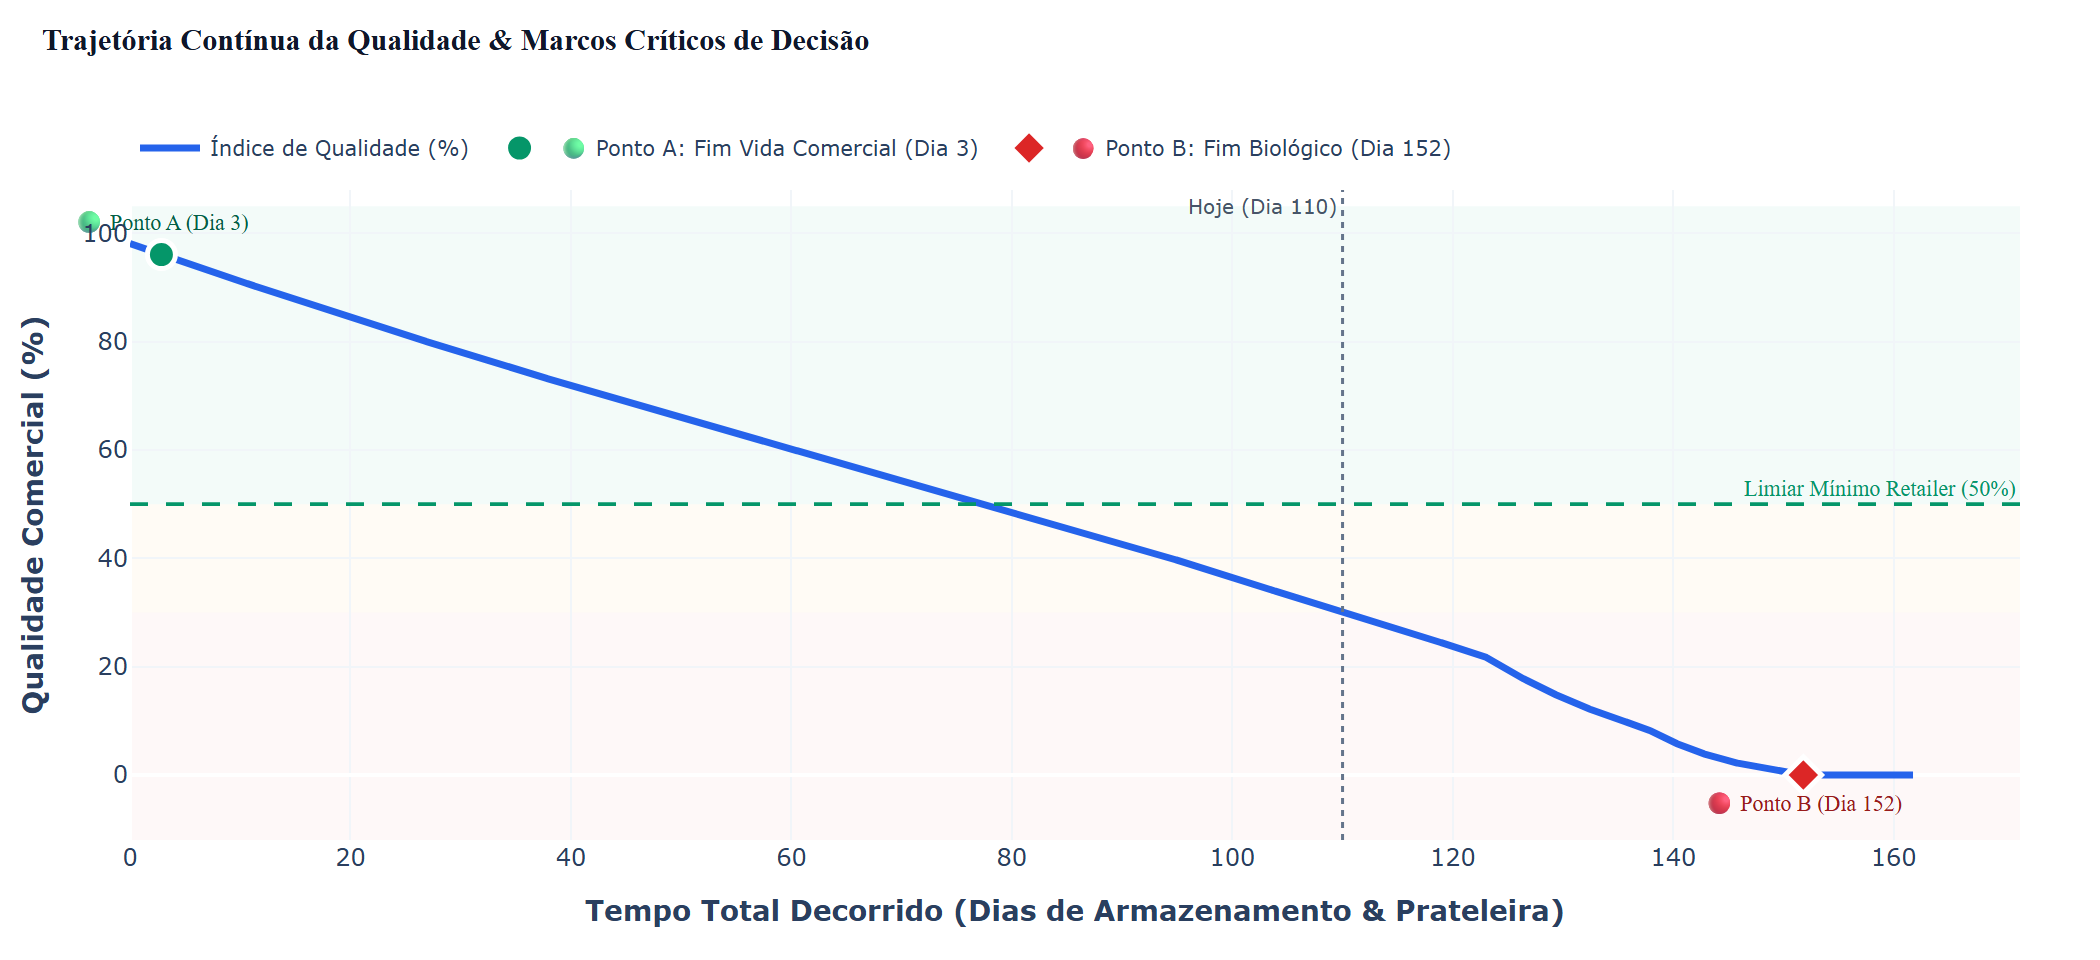 Trajetória Contínua da Qualidade & Marcos Críticos de Decisão
Índice de Qualidade (%)
Ponto A: Fim Vida Comercial (Dia 3)
Ponto B: Fim Biológico (Dia 152)
Hoje (Dia 110)
Ponto A (Dia 3)
100
80
60
Limiar Mínimo Retailer (50%)
40
20
0
Ponto B (Dia 152)
Qualidade Comercial (%)
0 20 40 60 80 100 120 140 160
Tempo Total Decorrido (Dias de Armazenamento & Prateleira)